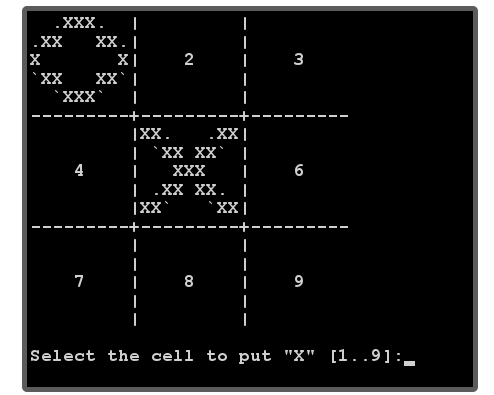 .XXX.  |          |
.XX   XX.|          |
X       X|    2     |    3
`XX   XX`|          |
  `XXX`  |          |
---------+----------+----------
         |XX.   .XX|
         | `XX XX` |
    4    |   XXX   |    6
         | .XX XX. |
         |XX`   `XX|
---------+----------+----------
         |          |
         |          |
    7    |    8     |    9
         |          |
         |          |
Select the cell to put "X" [1..9]:_